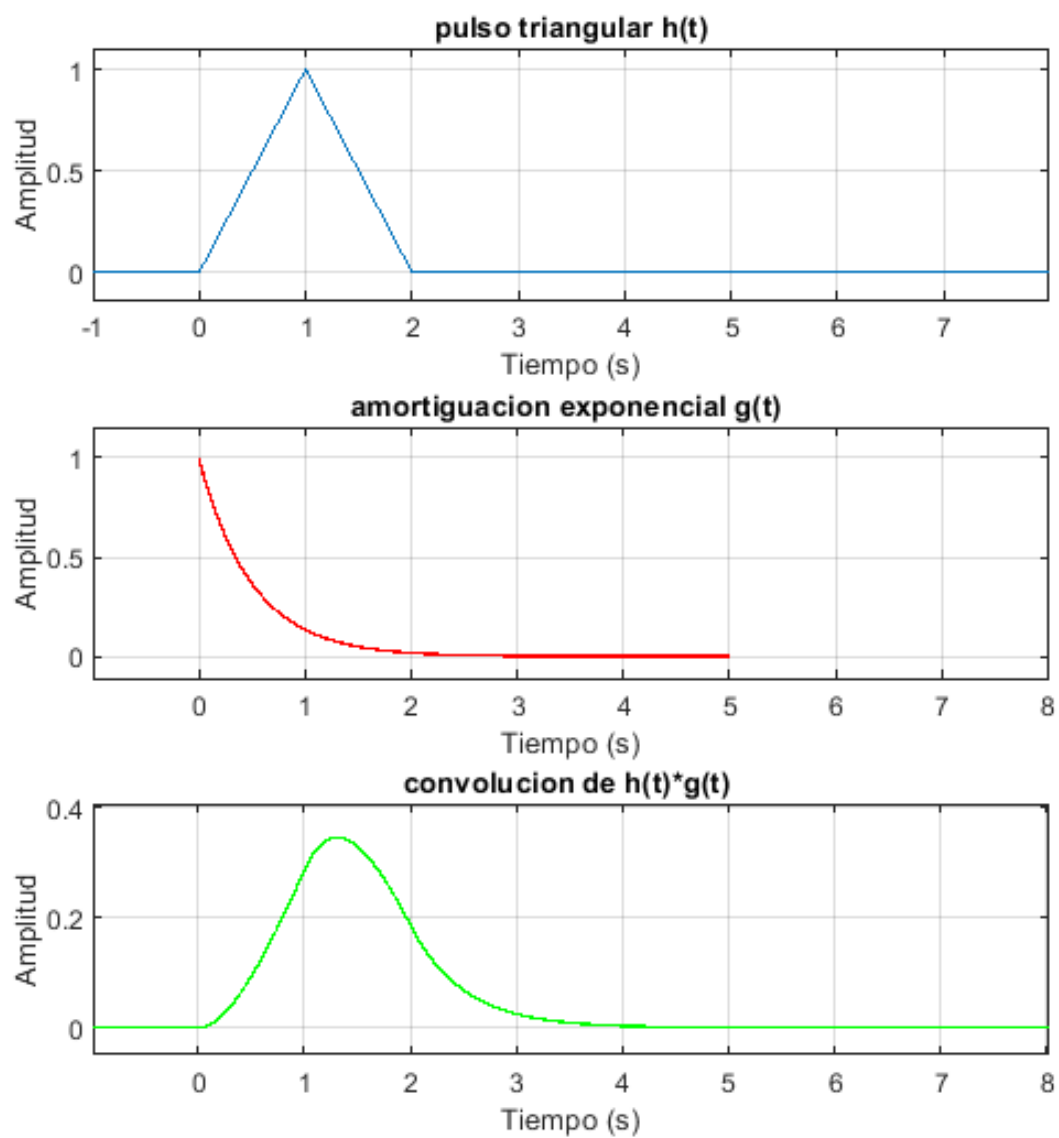 pulso triangular h(t)
1
0.5
0
Amplitud
-1 0 1 2 3 4 5 6 7
Tiempo (s)
amortiguacion exponencial g(t)
1
0.5
0
Amplitud
0 1 2 3 4 5 6 7 8
Tiempo (s)
convolucion de h(t)*g(t)
0.4
0.2
0
Amplitud
0 1 2 3 4 5 6 7 8
Tiempo (s)